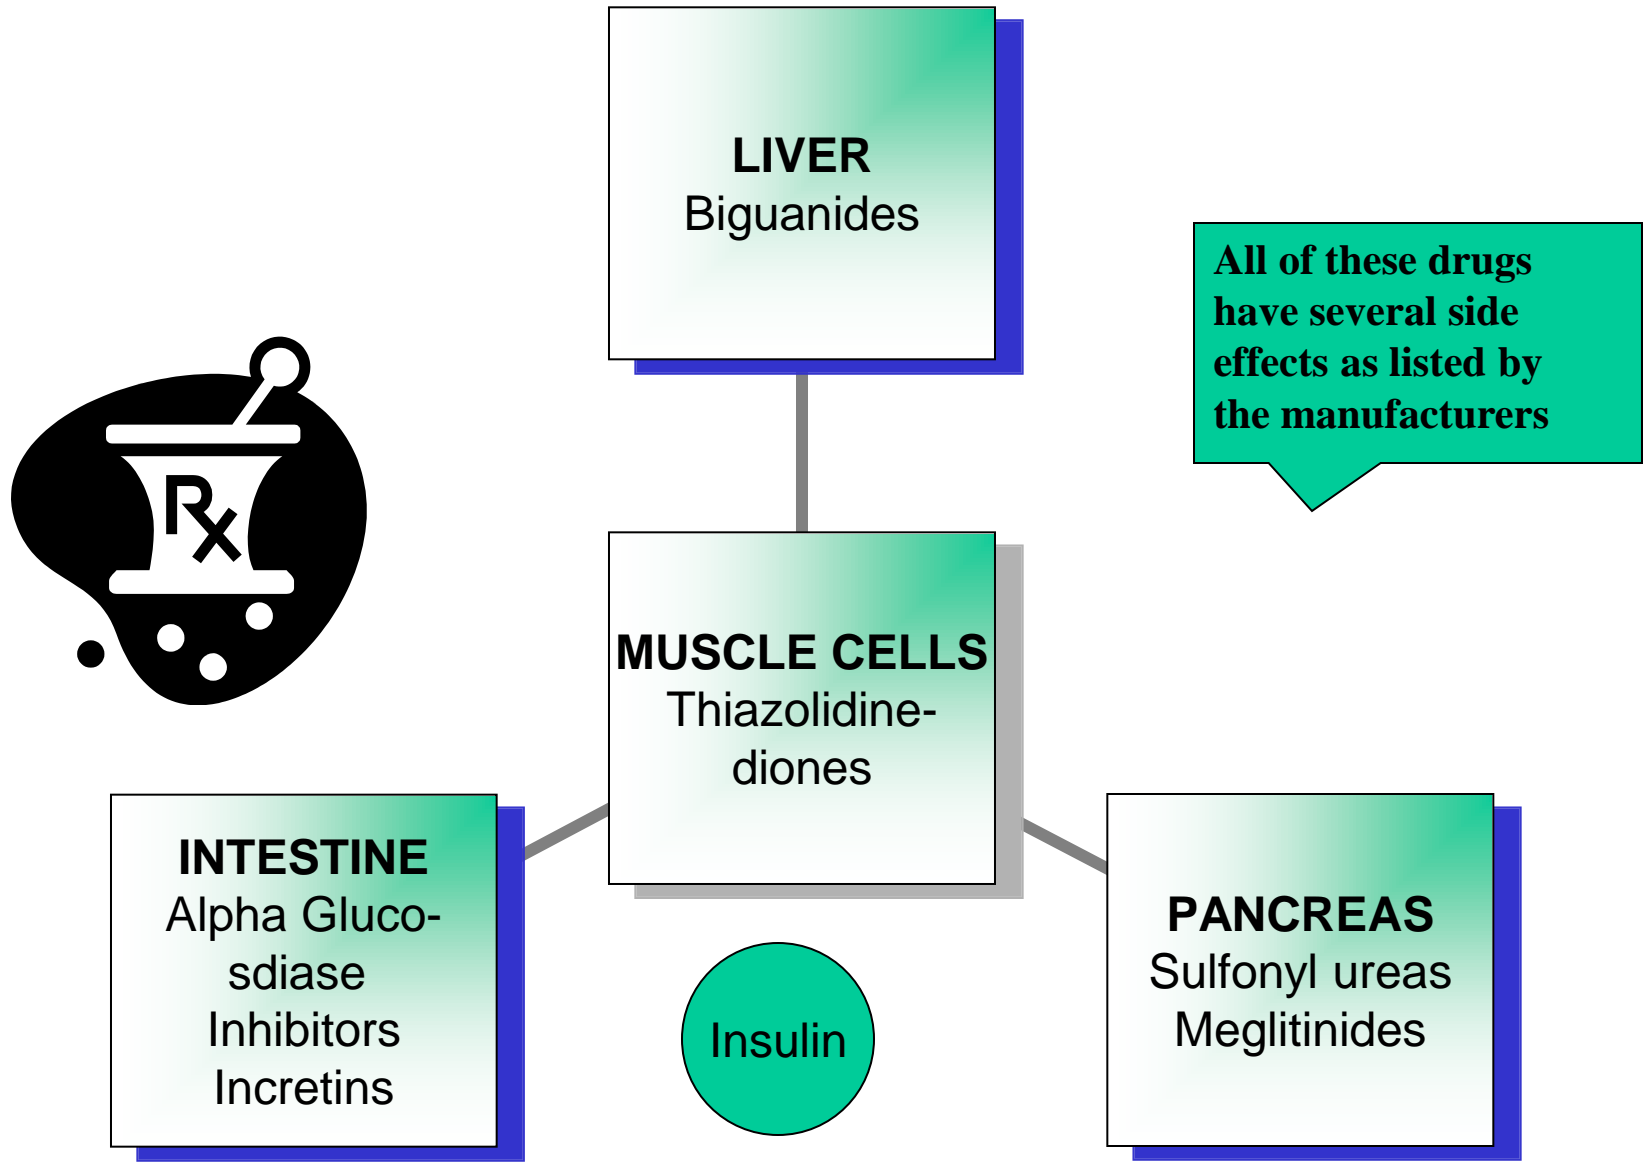 LIVER
Biguanides
All of these drugs
have several side
effects as listed by
the manufacturers
Rx
MUSCLE CELLS
Thiazolidine-
diones
INTESTINE
Alpha Gluco-
sdiase
Inhibitors
Incretins
Insulin
PANCREAS
Sulfonyl ureas
Meglitinides